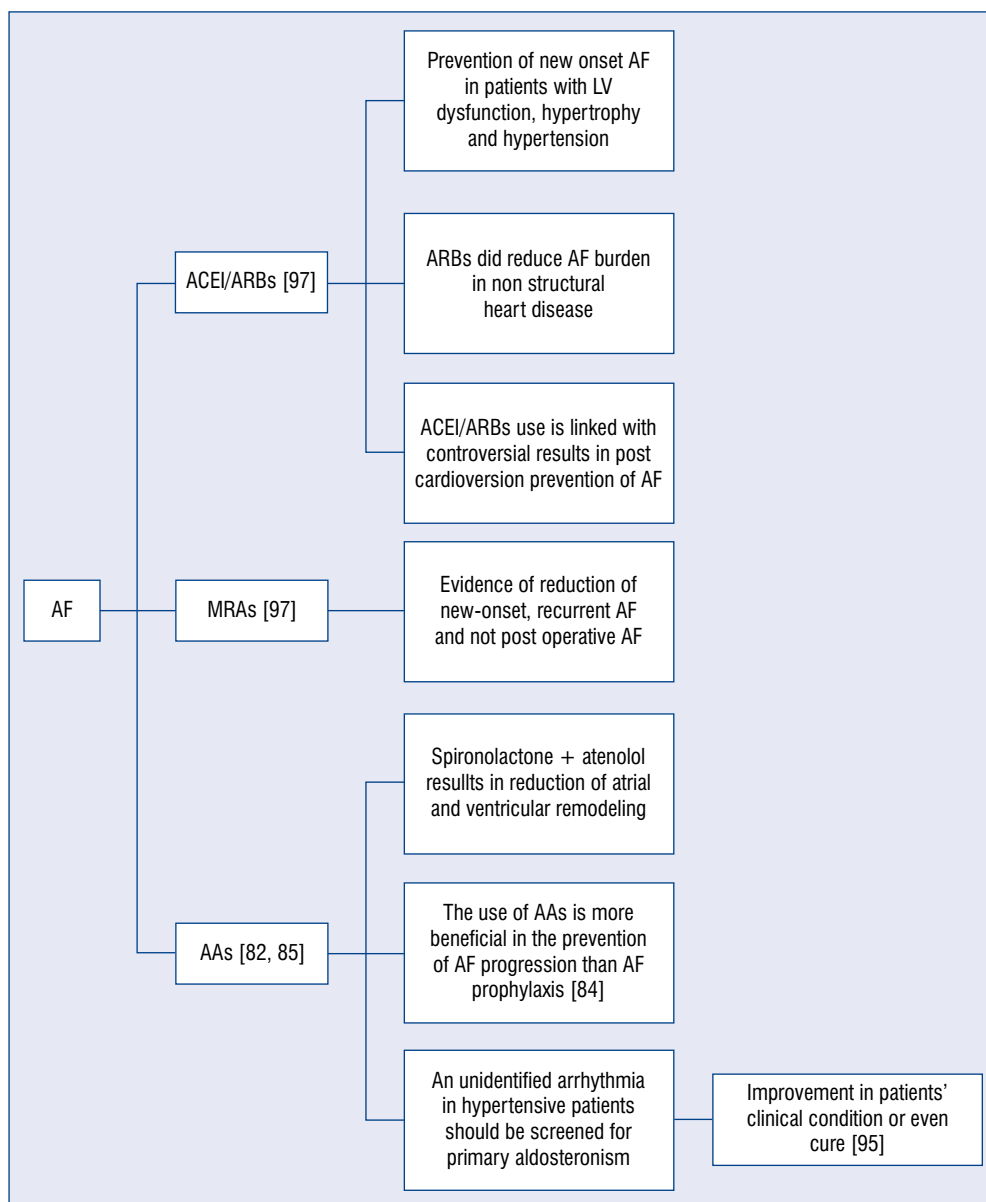 Prevention of new onset AF
in patients with LV
dysfunction, hypertrophy
and hypertension
ACEI/ARBs [97]
ARBs did reduce AF burden
in non structural
heart disease
ACEI/ARBs use is linked with
controversial results in post
cardioversion prevention of AF
AF
MRAs [97]
Evidence of reduction of
new-onset, recurrent AF
and not post operative AF
Spironolactone + atenolol
resullts in reduction of atrial
and ventricular remodeling
AAs [82, 85]
The use of AAs is more
beneficial in the prevention
of AF progression than AF
prophylaxis [84]
An unidentified arrhythmia
in hypertensive patients
should be screened for
primary aldosteronism
Improvement in patients’
clinical condition or even
cure [95]